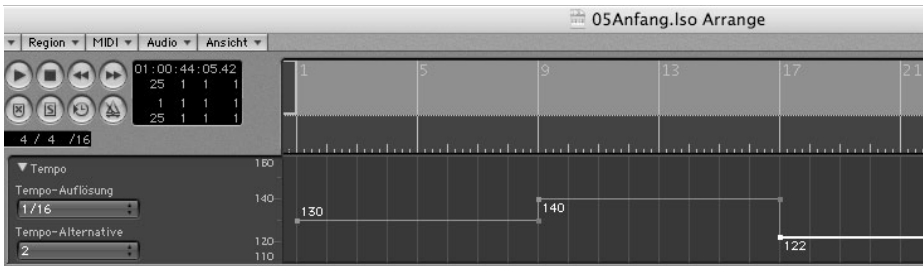 05Anfang.lso Arrange
Region MIDI Audio Ansicht
01:00:44:05.42
25 1 1 1
1 1 1 1
25 1 1 1
4 / 4 /16
1 5 9 13 17 21
Tempo
Tempo-Auflösung
1/16
Tempo-Alternative
2
160
140
120
110
130
140
122